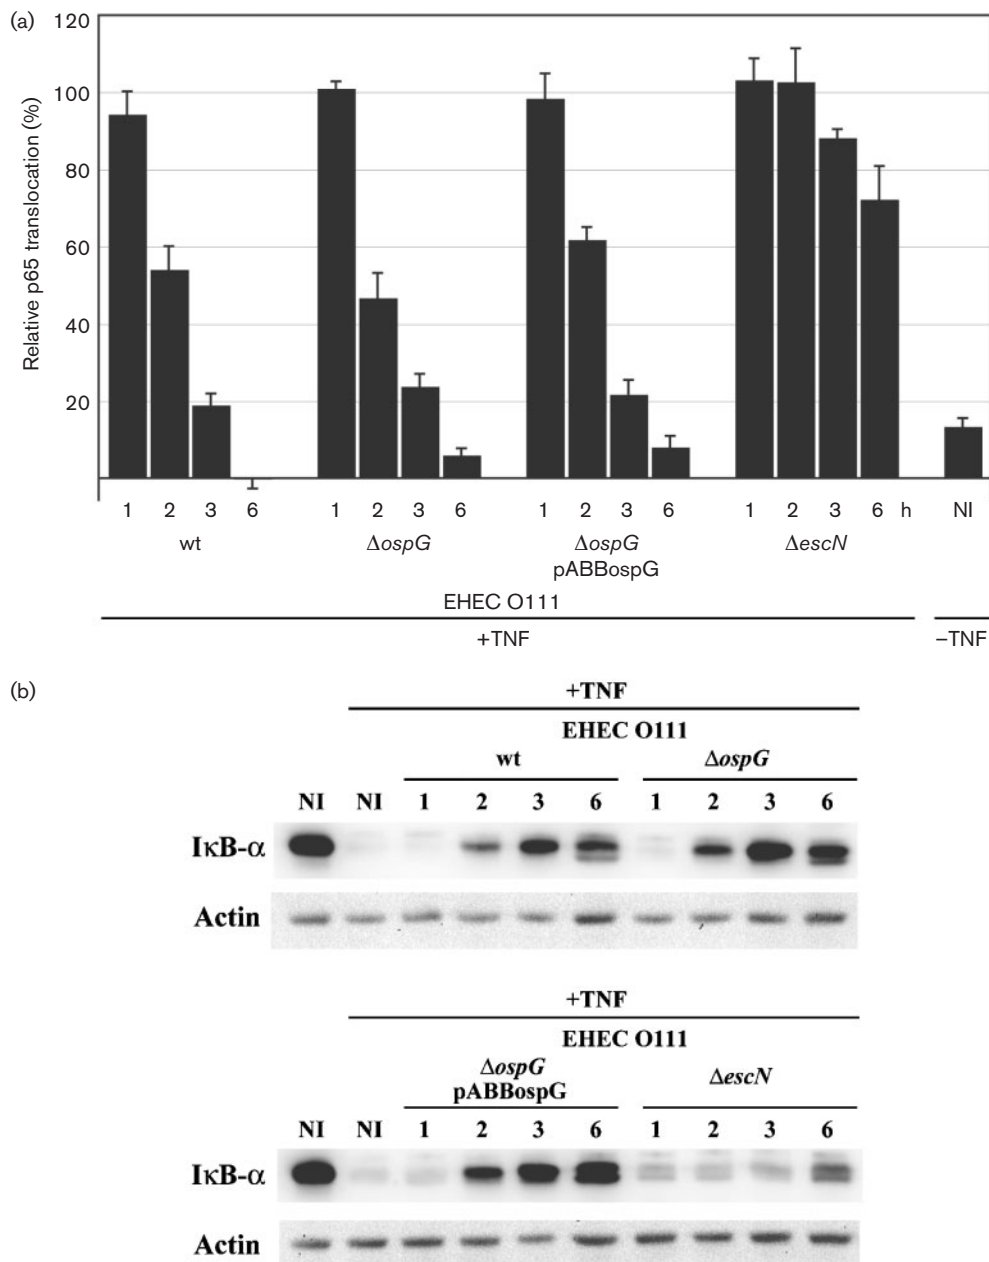 (a)
120
100
80
60
40
20
Relative p65 translocation (%)
1 2 3 6 1 2 3 6 1 2 3 6 1 2 3 6 h NI
wt ΔospG ΔospG ΔescN
pABBospG
EHEC O111
+TNF −TNF
(b)
+TNF
EHEC O111
wt ΔospG
NI NI 1 2 3 6 1 2 3 6
IκB-α
Actin
+TNF
EHEC O111
ΔospG ΔescN
pABBospG
NI NI 1 2 3 6 1 2 3 6
IκB-α
Actin